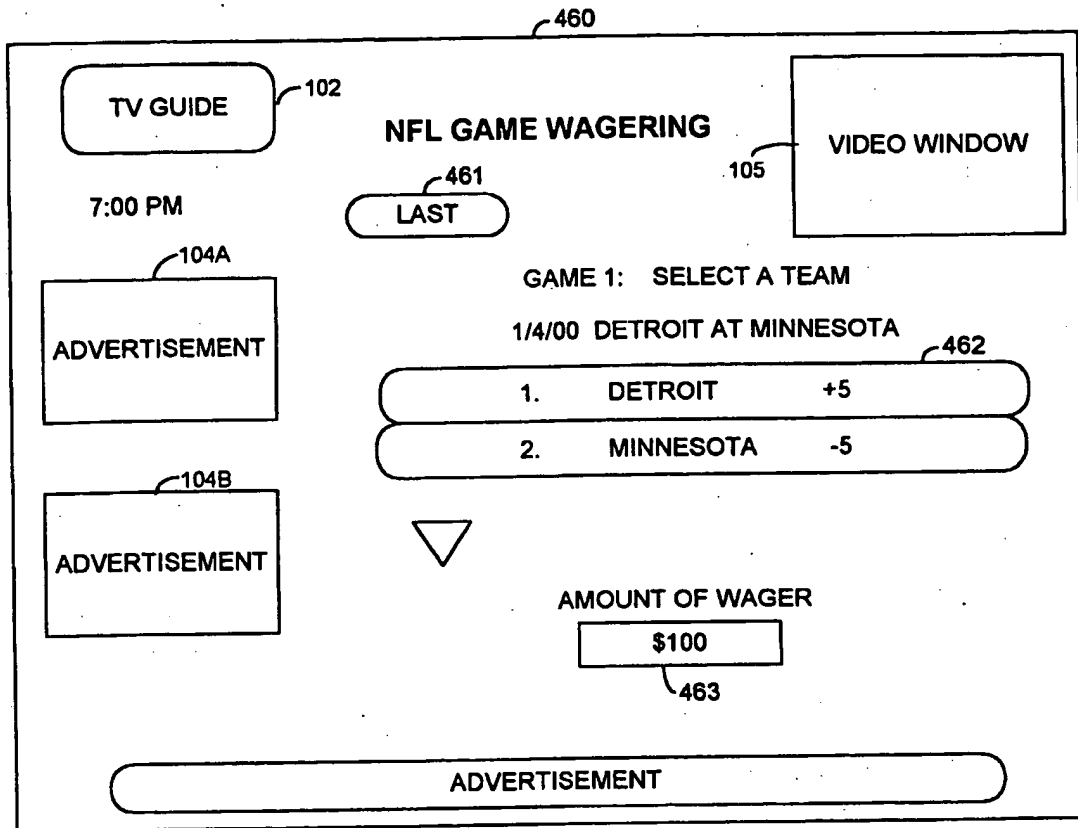 460
TV GUIDE
102
NFL GAME WAGERING
VIDEO WINDOW
105
7:00 PM
461
LAST
104A
ADVERTISEMENT
GAME 1: SELECT A TEAM
1/4/00 DETROIT AT MINNESOTA
462
1. DETROIT +5
2. MINNESOTA -5
104B
ADVERTISEMENT
AMOUNT OF WAGER
$100
463
ADVERTISEMENT